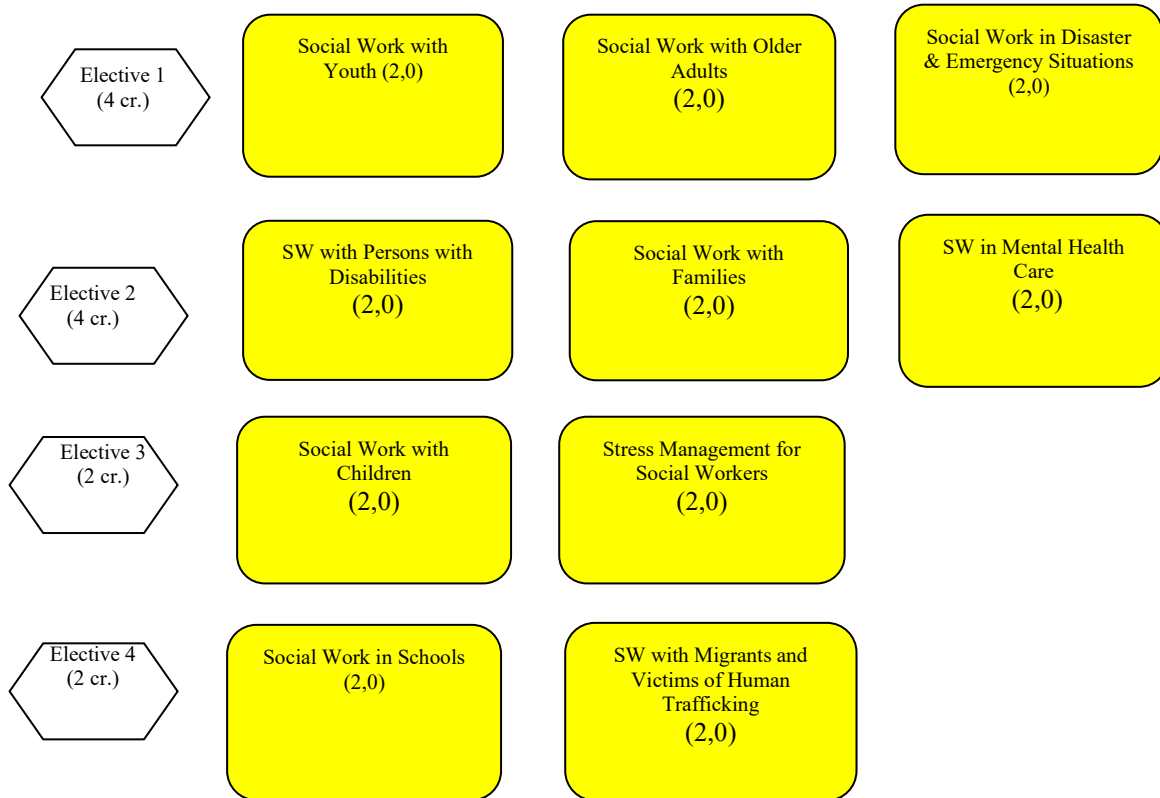 Elective 1
(4 cr.)
Social Work with
Youth (2,0)
Social Work with Older
Adults
(2,0)
Social Work in Disaster
& Emergency Situations
(2,0)
Elective 2
(4 cr.)
SW with Persons with
Disabilities
(2,0)
Social Work with
Families
(2,0)
SW in Mental Health
Care
(2,0)
Elective 3
(2 cr.)
Social Work with
Children
(2,0)
Stress Management for
Social Workers
(2,0)
Elective 4
(2 cr.)
Social Work in Schools
(2,0)
SW with Migrants and
Victims of Human
Trafficking
(2,0)